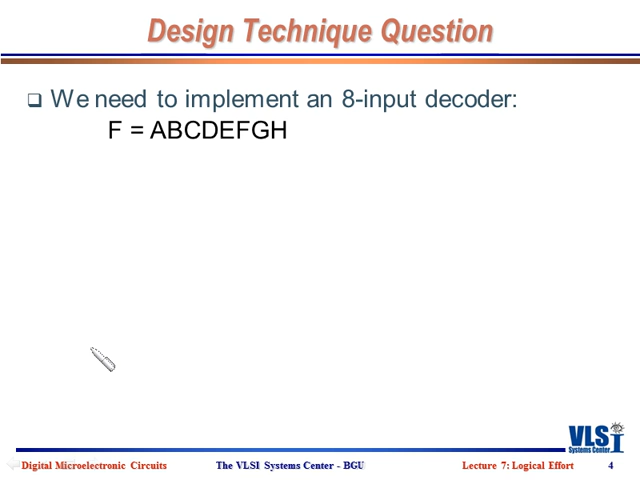 Design Technique Question
We need to implement an 8-input decoder:
F = ABCDEFGH
VLSI
Systems Center
Digital Microelectronic Circuits
The VLSI Systems Center - BGU
Lecture 7: Logical Effort
4